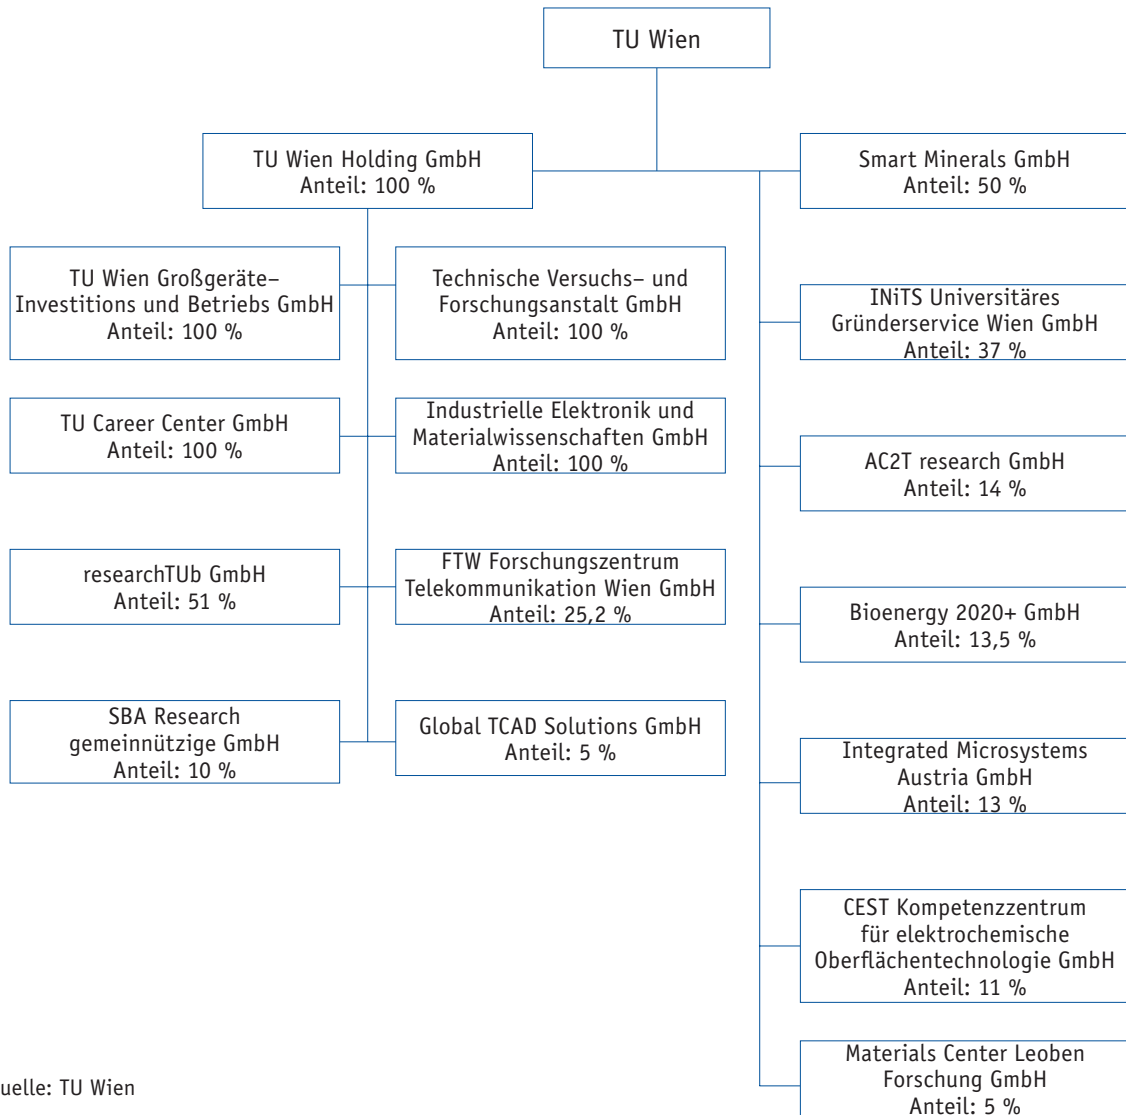 TU Wien
TU Wien Holding GmbH
Anteil: 100 %
Smart Minerals GmbH
Anteil: 50 %
TU Wien Großgeräte–
Investitions und Betriebs GmbH
Anteil: 100 %
Technische Versuchs– und
Forschungsanstalt GmbH
Anteil: 100 %
INiTS Universitäres
Gründerservice Wien GmbH
Anteil: 37 %
TU Career Center GmbH
Anteil: 100 %
Industrielle Elektronik und
Materialwissenschaften GmbH
Anteil: 100 %
AC2T research GmbH
Anteil: 14 %
researchTUb GmbH
Anteil: 51 %
FTW Forschungszentrum
Telekommunikation Wien GmbH
Anteil: 25,2 %
Bioenergy 2020+ GmbH
Anteil: 13,5 %
SBA Research
gemeinnützige GmbH
Anteil: 10 %
Global TCAD Solutions GmbH
Anteil: 5 %
Integrated Microsystems
Austria GmbH
Anteil: 13 %
CEST Kompetenzzentrum
für elektrochemische
Oberflächentechnologie GmbH
Anteil: 11 %
Materials Center Leoben
Forschung GmbH
Anteil: 5 %
uelle: TU Wien